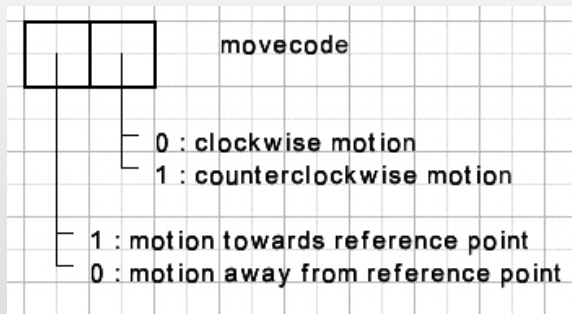 movecode
0 : clockwise motion
1 : counterclockwise motion
1 : motion towards reference point
0 : motion away from reference point